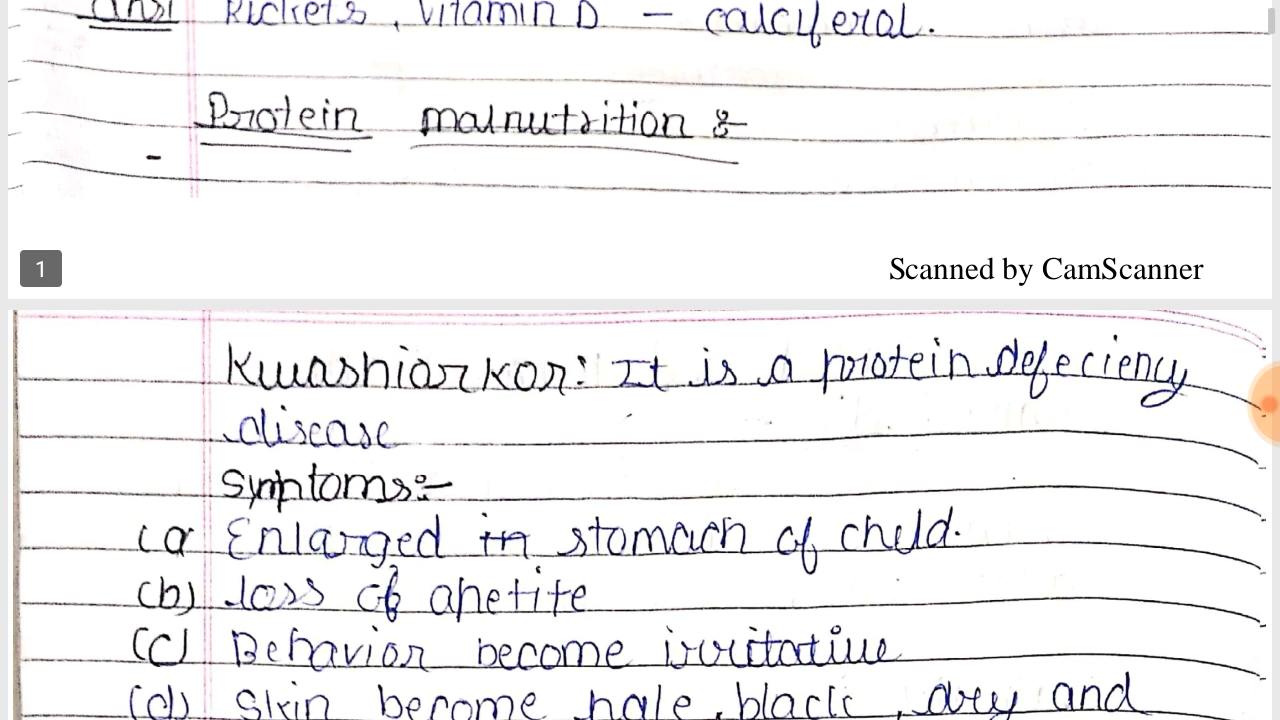 Ans! Rickets, Vitamin D - calciferal.
Protein malnutrition :-
-
1
Scanned by CamScanner
Kwashiorkor: It is a protein defeciency
disease
Symptoms:-
(a Enlarged in stomach of child.
(b) loss of apetite
(c) Behavior become irritative
(d) Skin become pale, black, dry and